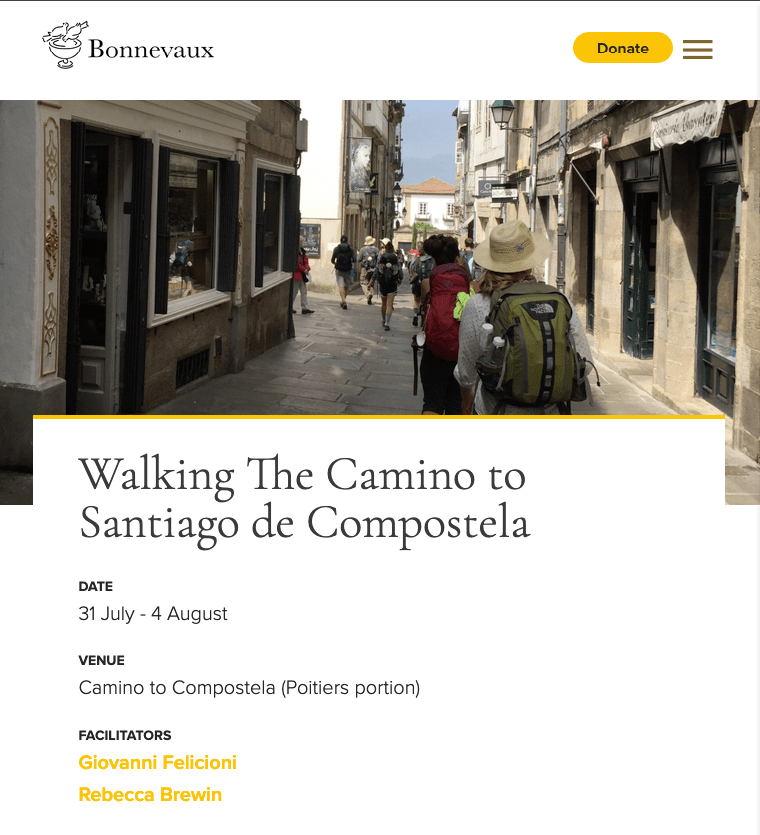 Bonnevaux
Donate
Walking The Camino to
Santiago de Compostela
DATE
31 July - 4 August
VENUE
Camino to Compostela (Poitiers portion)
FACILITATORS
Giovanni Felicioni
Rebecca Brewin